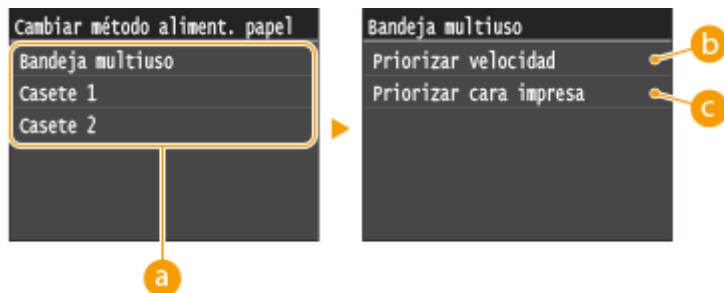 Cambiar método aliment. papel
Bandeja multiuso
Casete 1
Casete 2
a
Bandeja multiuso
Priorizar velocidad
b
Priorizar cara impresa
c